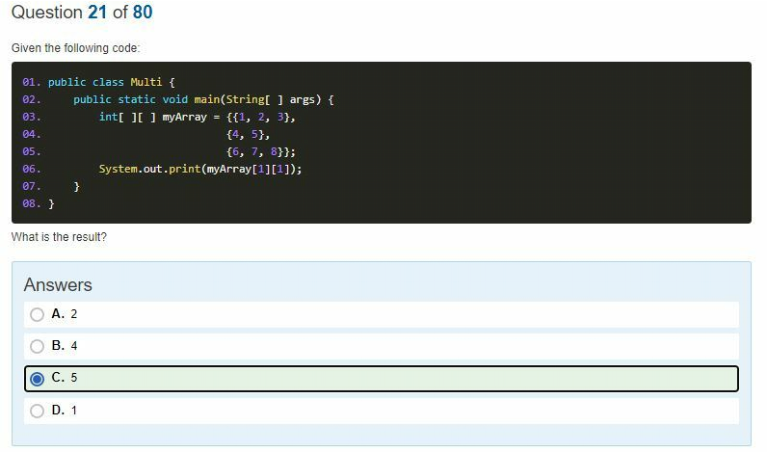 Question 21 of 80
Given the following code:
01. public class Multi {
02.     public static void main(String[ ] args) {
03.         int[ ][ ] myArray = {{1, 2, 3},
04.                              {4, 5},
05.                              {6, 7, 8}};
06.         System.out.print(myArray[1][1]);
07.     }
08. }
What is the result?
Answers
A. 2
B. 4
C. 5
D. 1